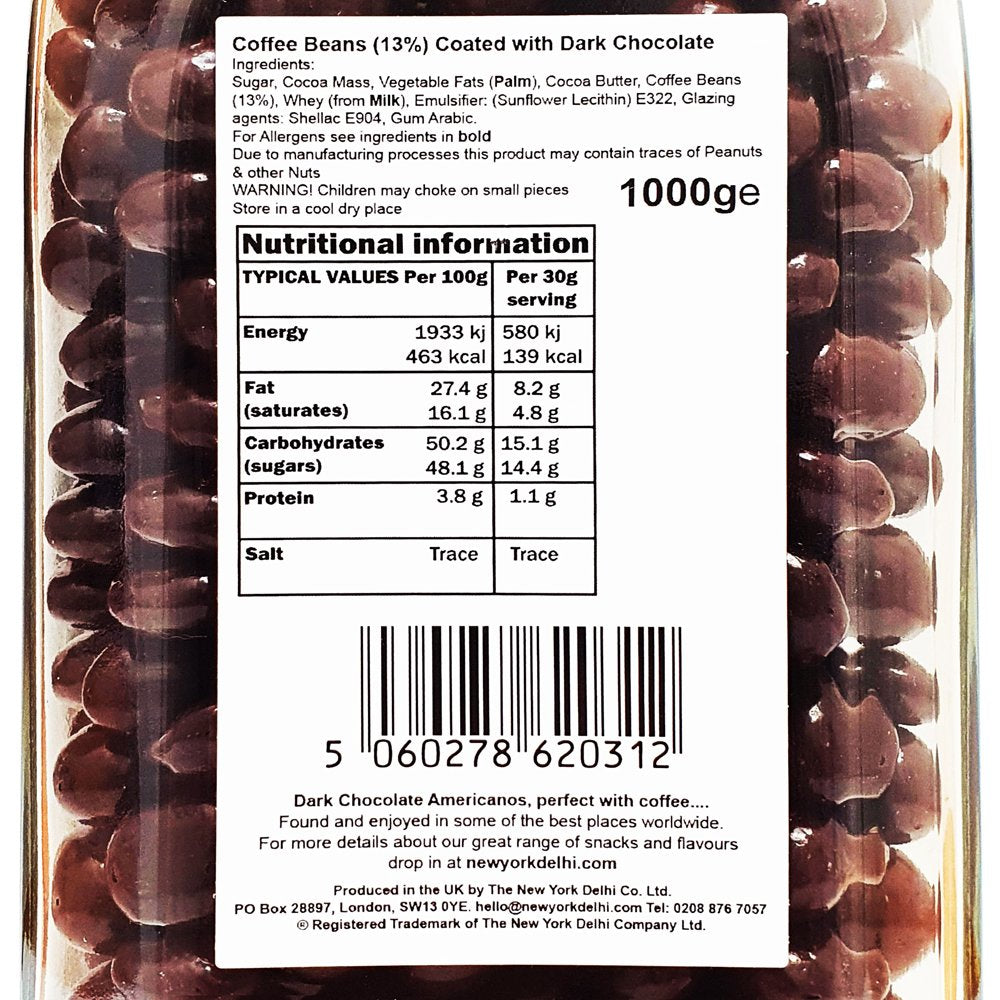 Coffee Beans (13%) Coated with Dark Chocolate
Ingredients:
Sugar, Cocoa Mass, Vegetable Fats (Palm), Cocoa Butter, Coffee Beans
(13%), Whey (from Milk), Emulsifier: (Sunflower Lecithin) E322, Glazing
agents: Shellac E904, Gum Arabic.
For Allergens see ingredients in bold
Due to manufacturing processes this product may contain traces of Peanuts
& other Nuts
WARNING! Children may choke on small pieces
Store in a cool dry place
1000ge
Nutritional information
TYPICAL VALUES Per 100g Per 30g
serving
Energy 1933 kj 580 kj
463 kcal 139 kcal
Fat 27.4 g 8.2 g
(saturates) 16.1 g 4.8 g
Carbohydrates 50.2 g 15.1 g
(sugars) 48.1 g 14.4 g
Protein 3.8 g 1.1 g
Salt Trace Trace
5 060278 620312
Dark Chocolate Americanos, perfect with coffee....
Found and enjoyed in some of the best places worldwide.
For more details about our great range of snacks and flavours
drop in at newyorkdelhi.com
Produced in the UK by The New York Delhi Co. Ltd.
PO Box 28897, London, SW13 0YE. hello@newyorkdelhi.com Tel: 0208 876 7057
® Registered Trademark of The New York Delhi Company Ltd.